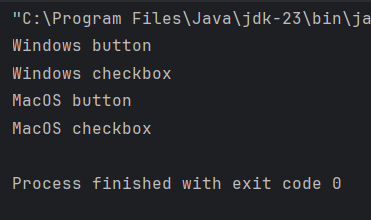 "C:\Program Files\Java\jdk-23\bin\ja
Windows button
Windows checkbox
MacOS button
MacOS checkbox
Process finished with exit code 0